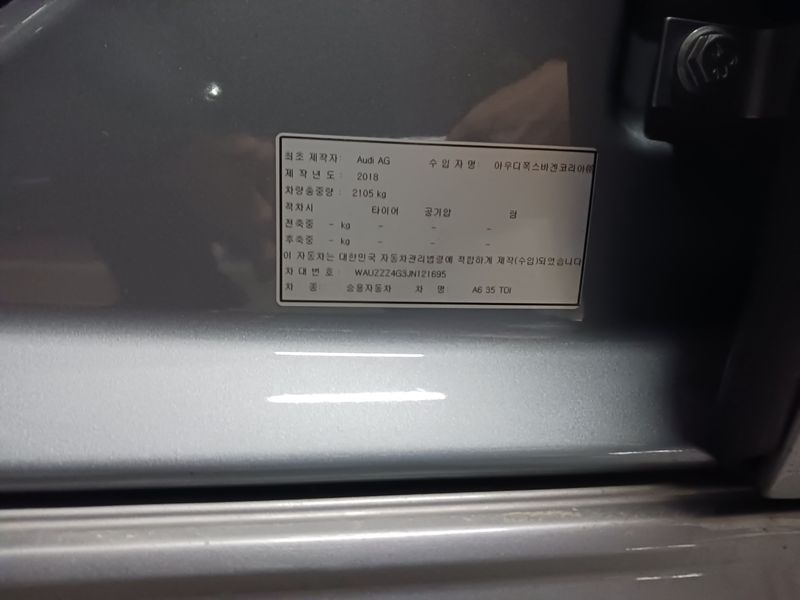 최초 제작자: Audi AG 수 입 자 명: 아우디폭스바겐코리아㈜
제 작 년 도 : 2018
차량총중량 : 2105 kg
적차시 타이어 공기압 림
전축중 - kg - - -
후축중 - kg - - -
이 자동차는 대한민국 자동차관리법령에 적합하게 제작(수입)되었습니다
차 대 번 호 : WAUZZZ4G3JN121695
차 종: 승용자동차 차 명: A6 35 TDI